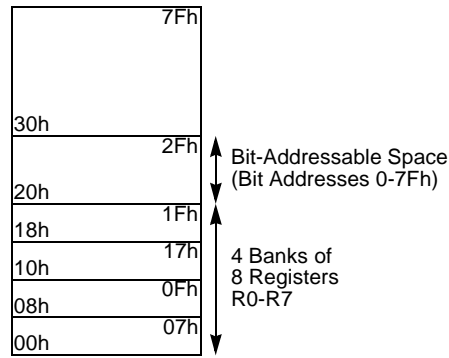 7Fh
30h
2Fh
Bit-Addressable Space
(Bit Addresses 0-7Fh)
20h
1Fh
18h
17h
10h
4 Banks of
8 Registers
R0-R7
0Fh
08h
07h
00h